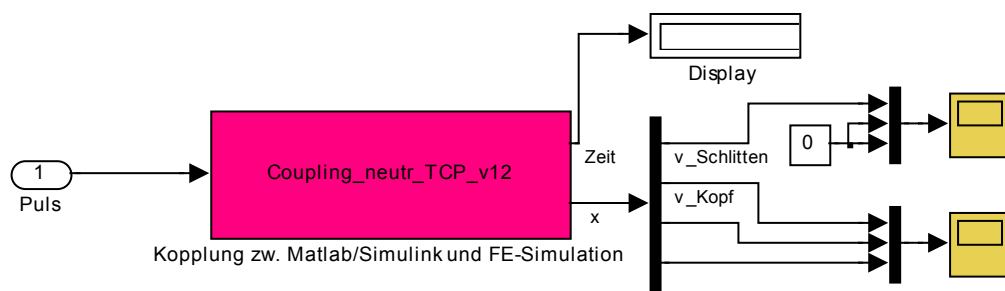 Display
Coupling_neutr_TCP_v12
Zeit
0
v_Schlitten
1
v_Kopf
Puls
x
Kopplung zw. Matlab/Simulink und FE-Simulation